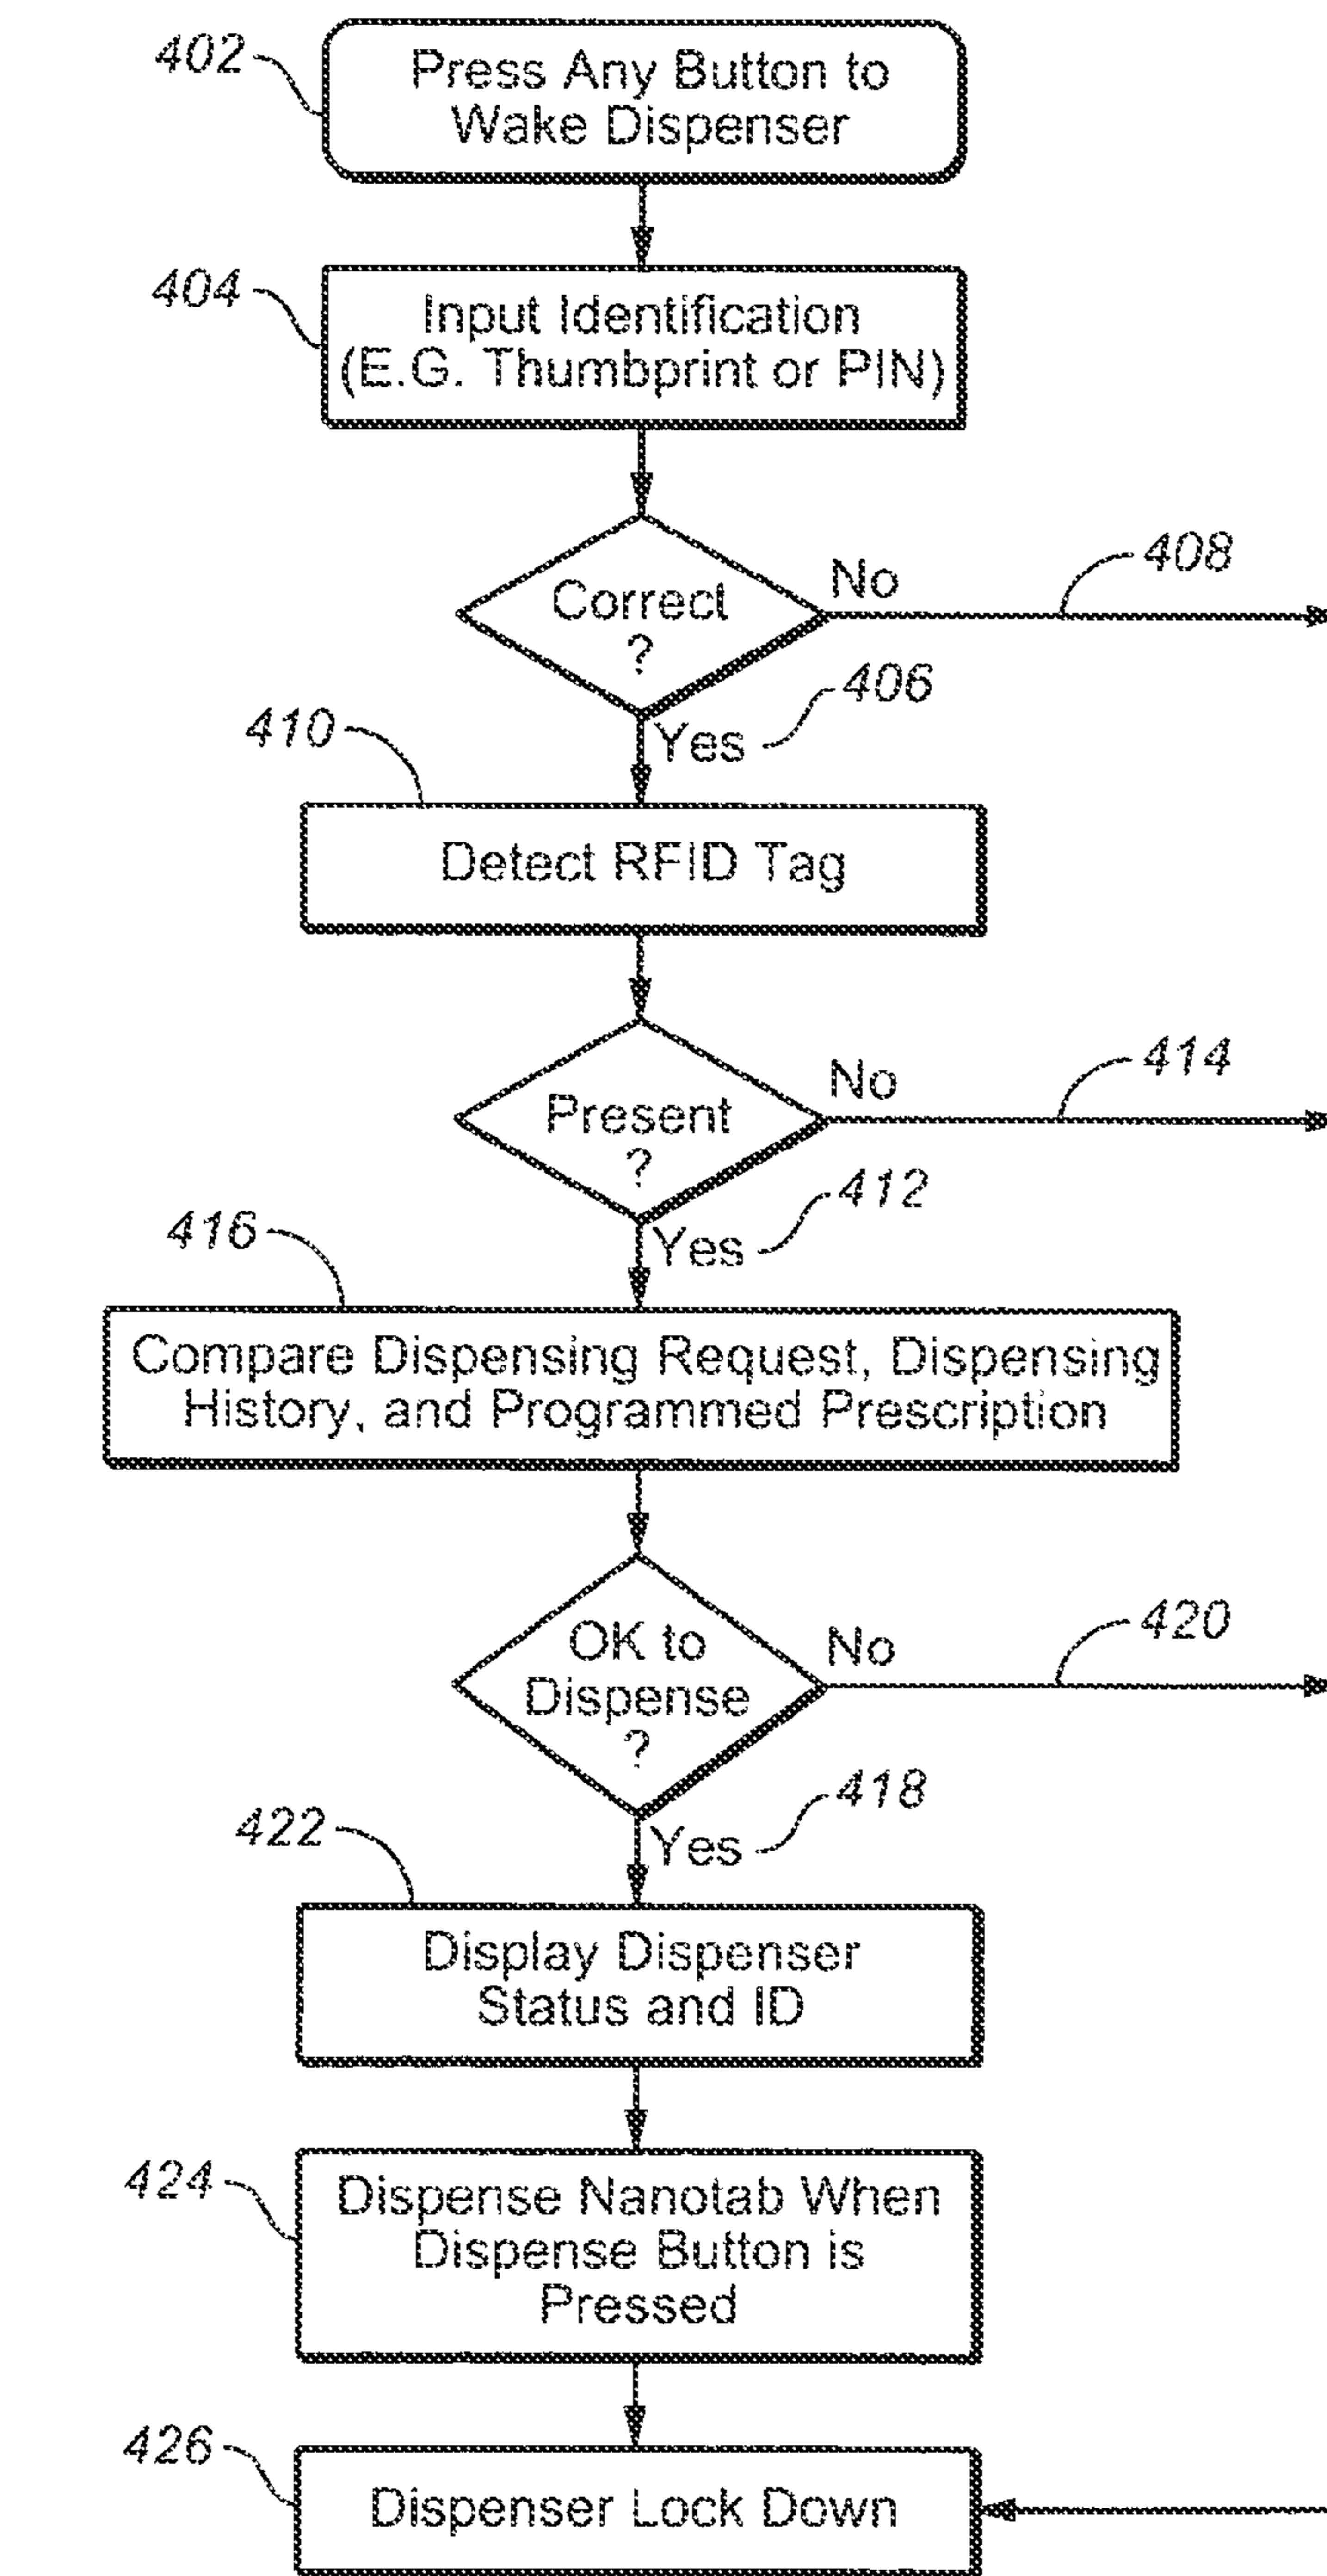 402
Press Any Button to
Wake Dispenser
404
Input Identification
(E.G. Thumbprint or PIN)
Correct
?
No
408
406
Yes
410
Detect RFID Tag
Present
?
No
414
412
Yes
416
Compare Dispensing Request, Dispensing
History, and Programmed Prescription
OK to
Dispense
?
No
420
418
Yes
422
Display Dispenser
Status and ID
424
Dispense Nanotab When
Dispense Button is
Pressed
426
Dispenser Lock Down